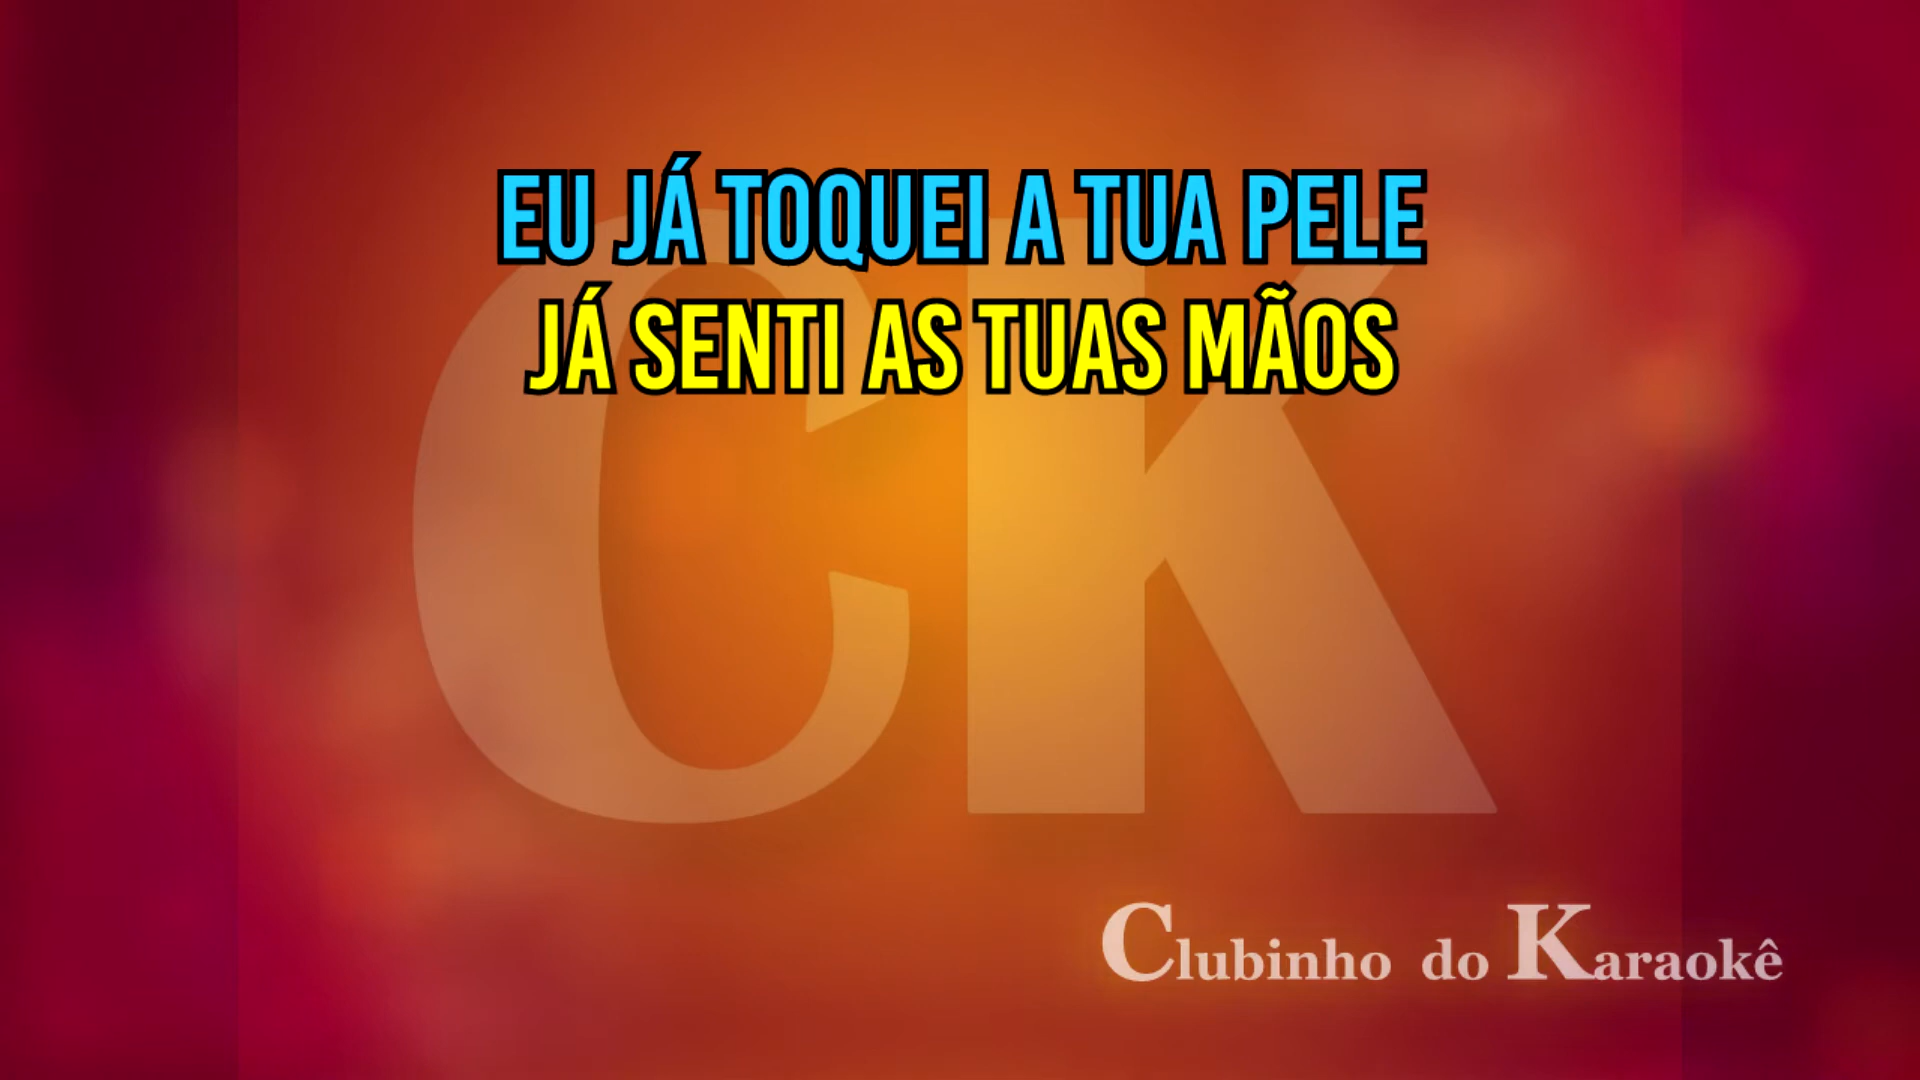 EU JÁ TOQUEI A TUA PELE
JÁ SENTI AS TUAS MÃOS
CK
Clubinho do Karaokê